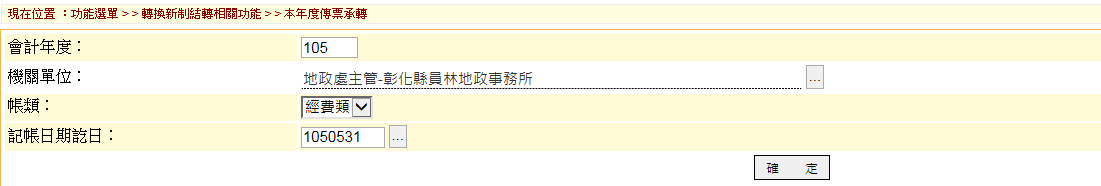 現在位置 ：功能選單 > > 轉換新制結轉相關功能 > > 本年度傳票承轉
會計年度： 105
機關單位： 地政處主管-彰化縣員林地政事務所 ...
帳類： 經費類
記帳日期訖日： 1050531 ...
確 定